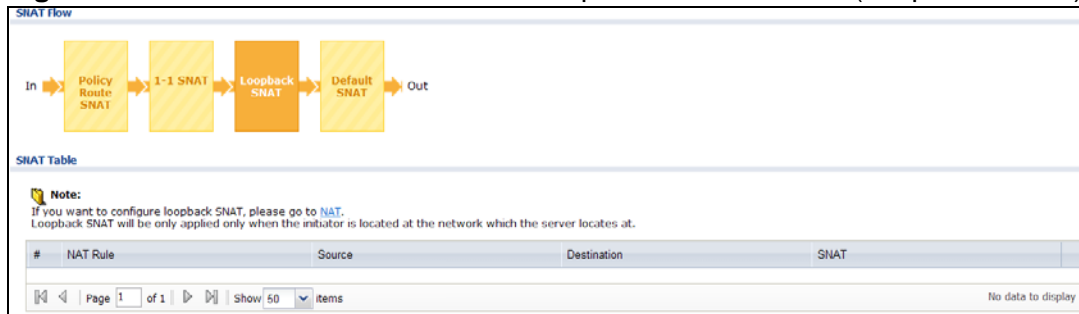 SNAT Flow
In
Policy
Route
SNAT
1-1 SNAT
Loopback
SNAT
Default
SNAT
Out
SNAT Table
Note:
If you want to configure loopback SNAT, please go to NAT.
Loopback SNAT will be only applied only when the initiator is located at the network which the server locates at.
# NAT Rule Source Destination SNAT
Page 1 of 1 Show 50 items No data to display